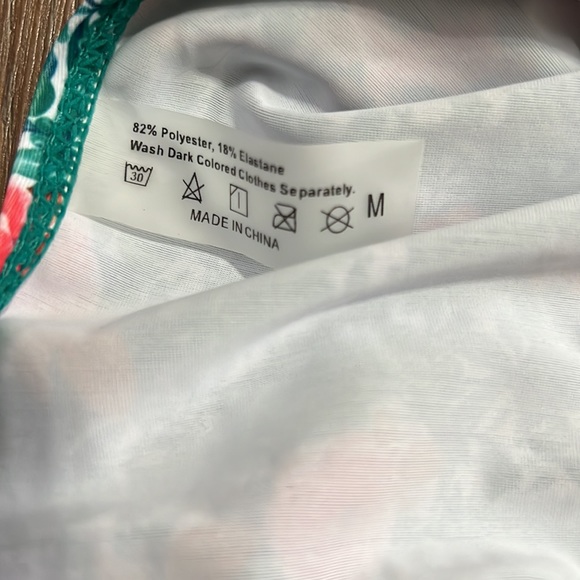 82% Polyester, 18% Elastane
Wash Dark Colored Clothes Separately.
30
M
MADE IN CHINA